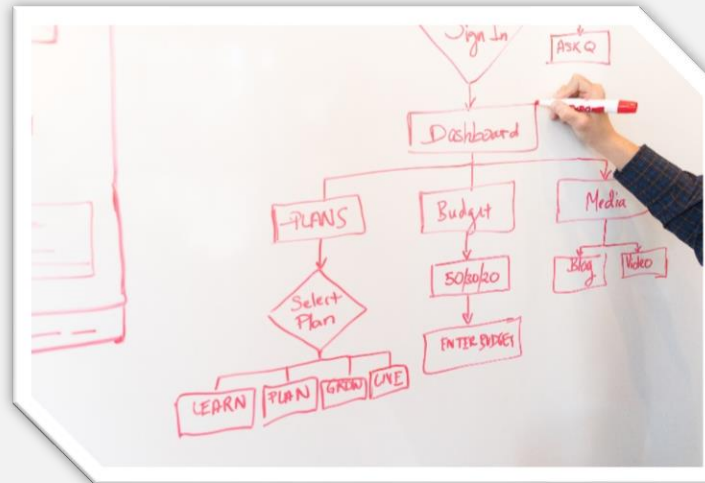 Sign In
ASK Q
Dashboard
PLANS
Budget
Media
Select
Plan
50/30/20
Blog
Video
ENTER BUDGET
LEARN
PLAN
GROW
LIVE